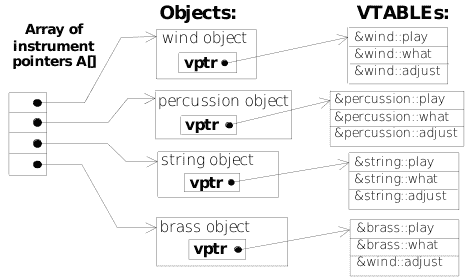 Objects:
VTABLEs:
Array of
instrument
pointers A[]
wind object
vptr
&wind::play
&wind::what
&wind::adjust
percussion object
vptr
&percussion::play
&percussion::what
&percussion::adjust
string object
vptr
&string::play
&string::what
&string::adjust
brass object
vptr
&brass::play
&brass::what
&wind::adjust